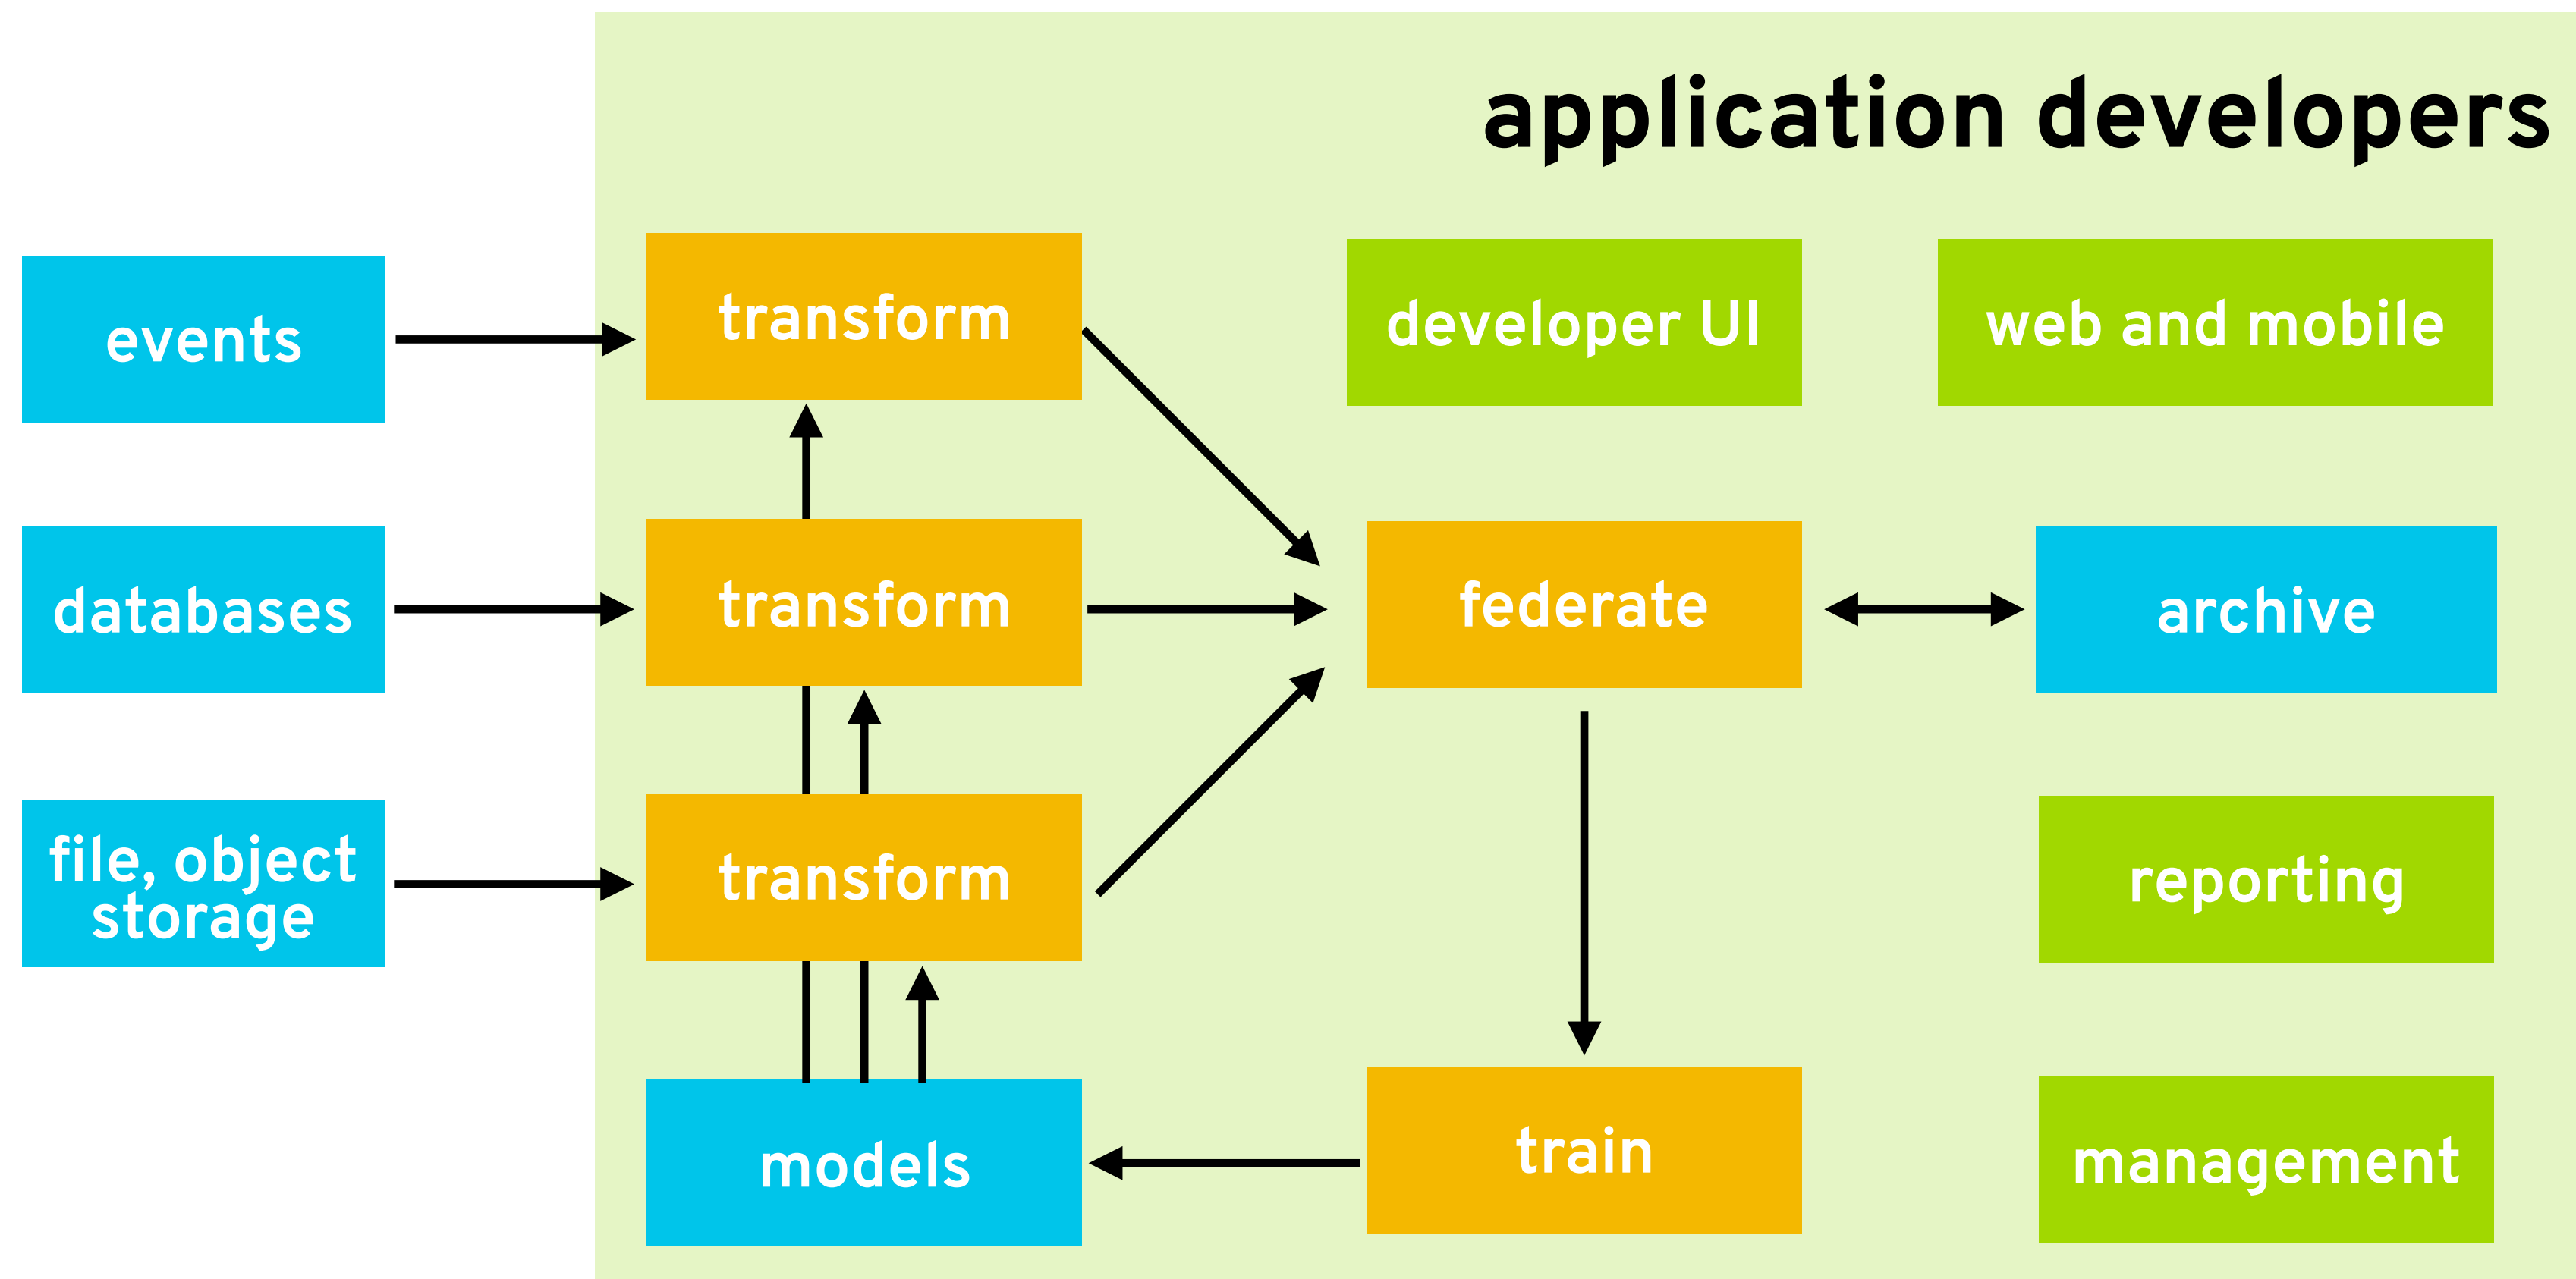 application developers
events
transform
developer UI
web and mobile
databases
transform
federate
archive
file, object
storage
transform
reporting
models
train
management